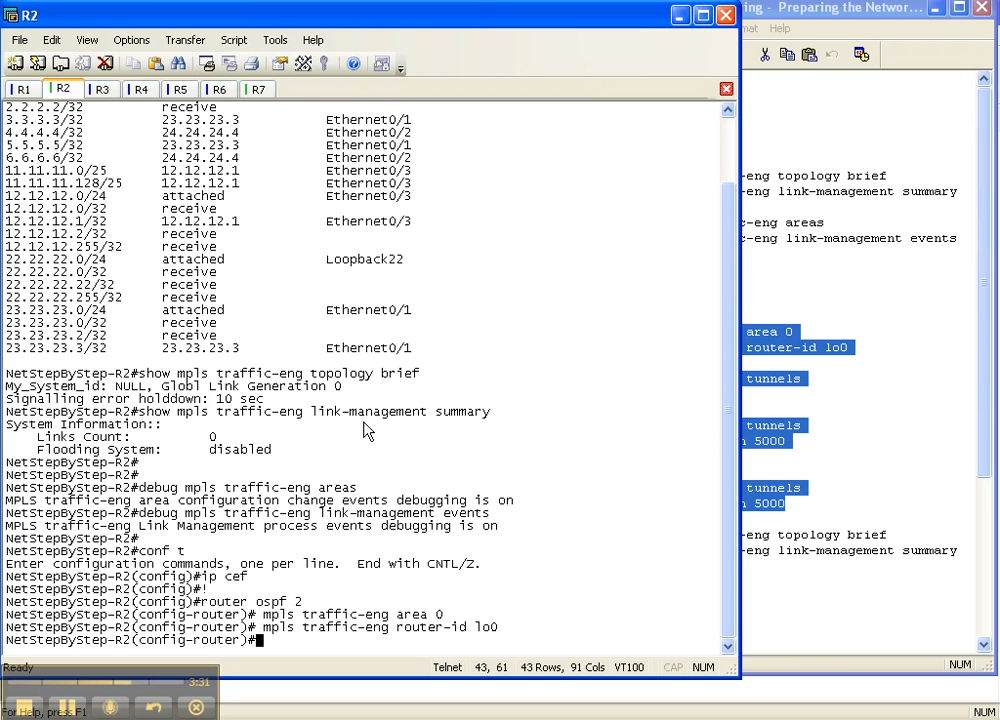 R2
ing - Preparing the Networ...
File Edit View Options Transfer Script Tools Help
mat Help
R1 R2 R3 R4 R5 R6 R7
2.2.2.2/32 receive
3.3.3.3/32 23.23.23.3 Ethernet0/1
4.4.4.4/32 24.24.24.4 Ethernet0/2
5.5.5.5/32 23.23.23.3 Ethernet0/1
6.6.6.6/32 24.24.24.4 Ethernet0/2
11.11.11.0/25 12.12.12.1 Ethernet0/3
11.11.11.128/25 12.12.12.1 Ethernet0/3
12.12.12.0/24 attached Ethernet0/3
12.12.12.0/32 receive
12.12.12.1/32 12.12.12.1 Ethernet0/3
12.12.12.2/32 receive
12.12.12.255/32 receive
22.22.22.0/24 attached Loopback22
22.22.22.0/32 receive
22.22.22.22/32 receive
22.22.22.255/32 receive
23.23.23.0/24 attached Ethernet0/1
23.23.23.0/32 receive
23.23.23.2/32 receive
23.23.23.3/32 23.23.23.3 Ethernet0/1
NetStepByStep-R2#show mpls traffic-eng topology brief
My_System_id: NULL, Globl Link Generation 0
Signalling error holddown: 10 sec
NetStepByStep-R2#show mpls traffic-eng link-management summary
System Information::
Links Count: 0
Flooding System: disabled
NetStepByStep-R2#
NetStepByStep-R2#
NetStepByStep-R2#debug mpls traffic-eng areas
MPLS traffic-eng area configuration change events debugging is on
NetStepByStep-R2#debug mpls traffic-eng link-management events
MPLS traffic-eng Link Management process events debugging is on
NetStepByStep-R2#
NetStepByStep-R2#conf t
Enter configuration commands, one per line. End with CNTL/Z.
NetStepByStep-R2(config)#ip cef
NetStepByStep-R2(config)#!
NetStepByStep-R2(config)#router ospf 2
NetStepByStep-R2(config-router)# mpls traffic-eng area 0
NetStepByStep-R2(config-router)# mpls traffic-eng router-id lo0
NetStepByStep-R2(config-router)#
Ready Telnet 43, 61 43 Rows, 91 Cols VT100 CAP NUM
-eng topology brief
-eng link-management summary
c-eng areas
c-eng link-management events
area 0
router-id lo0
tunnels
tunnels
n 5000
tunnels
n 5000
-eng topology brief
-eng link-management summary
NUM
3:31
For Help, press F1
NUM